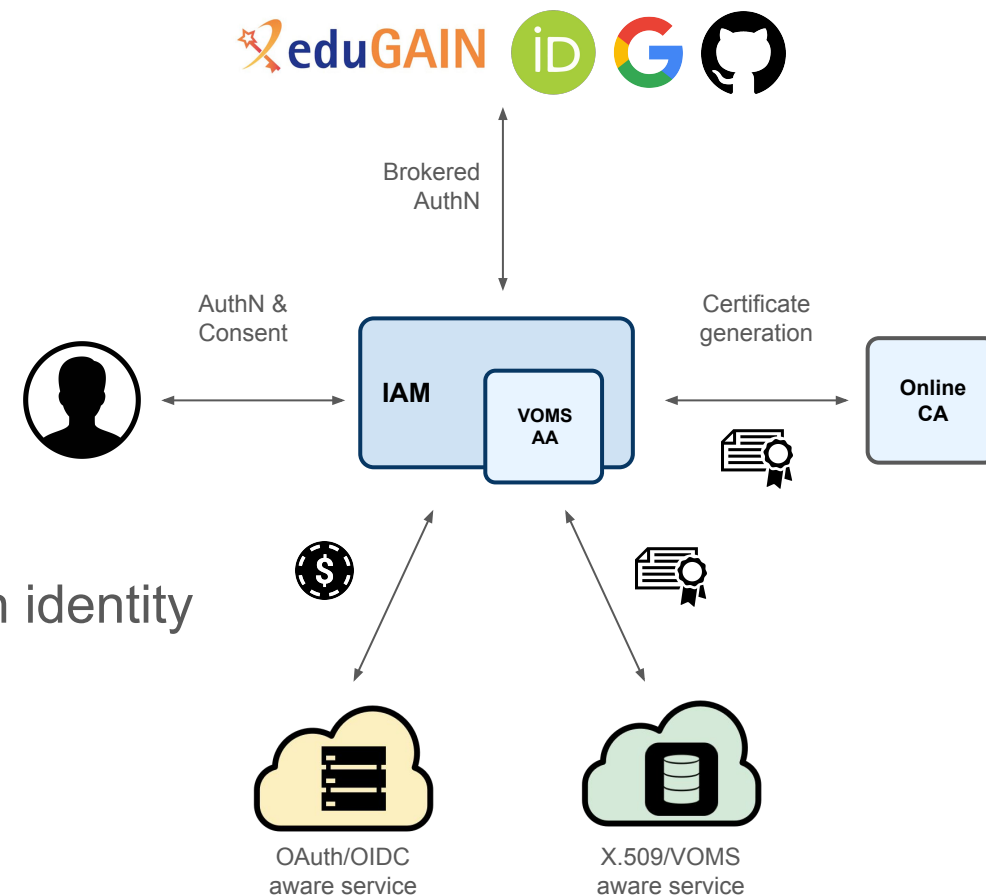 eduGAIN iD G
Brokered
AuthN
AuthN &
Consent
Certificate
generation
IAM
VOMS
AA
Online
CA
$
n identity
OAuth/OIDC
aware service
X.509/VOMS
aware service